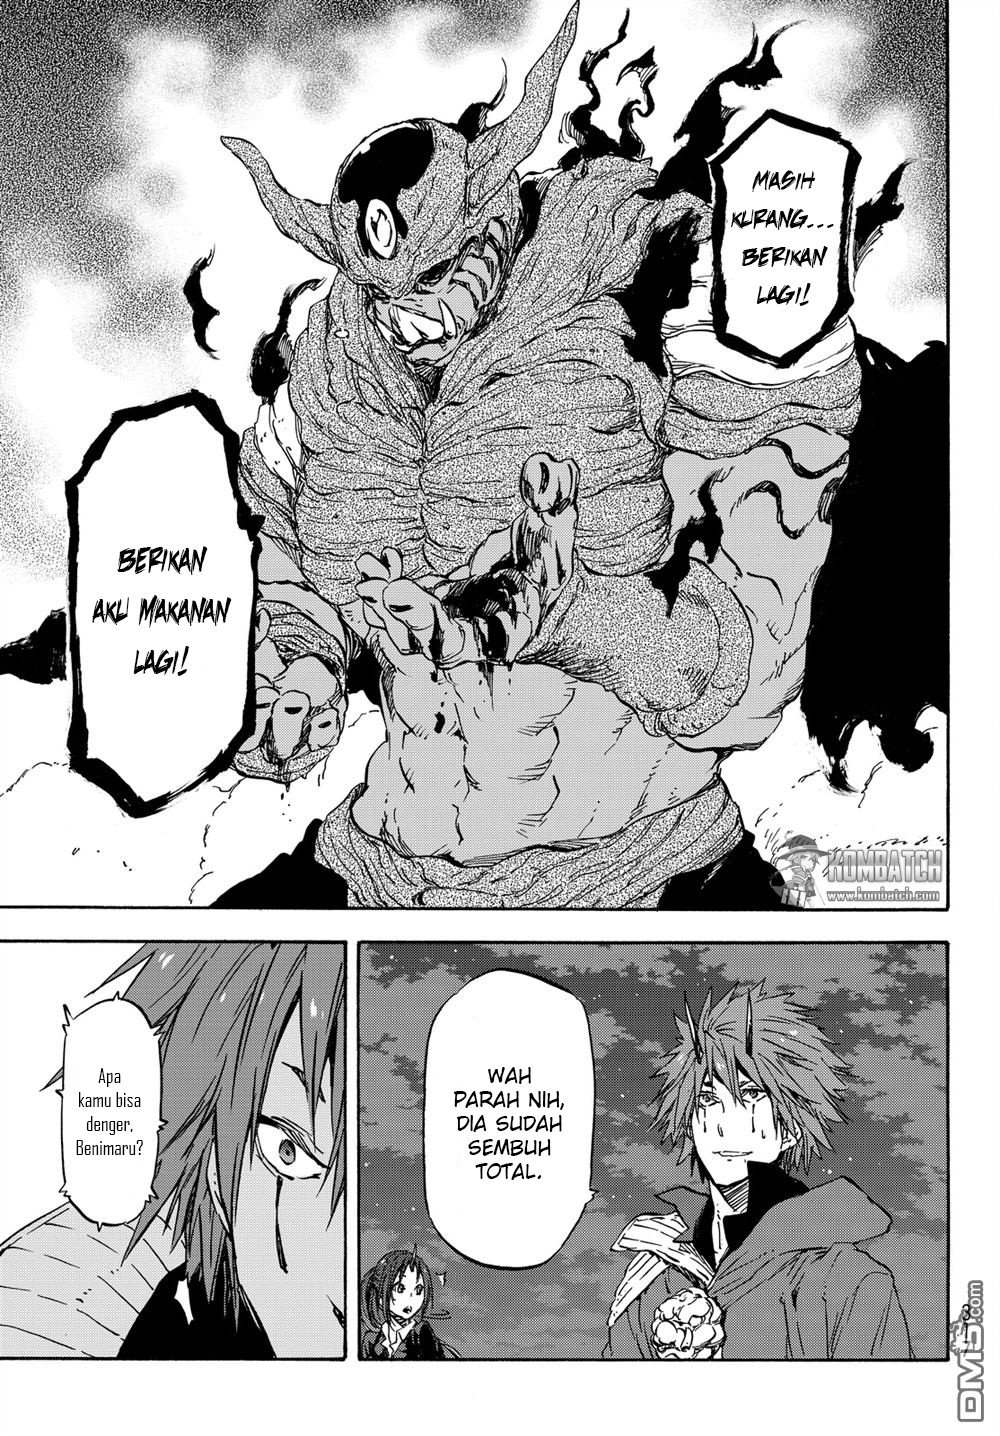 MASIH
KURANG...
BERIKAN
LAGI!
BERIKAN
AKU MAKANAN
LAGI!
KOMBATCH
www.kombatch.com
WAH
PARAH NIH,
DIA SUDAH
SEMBUH
TOTAL.
Apa
kamu bisa
denger,
Benimaru?
DM5.com